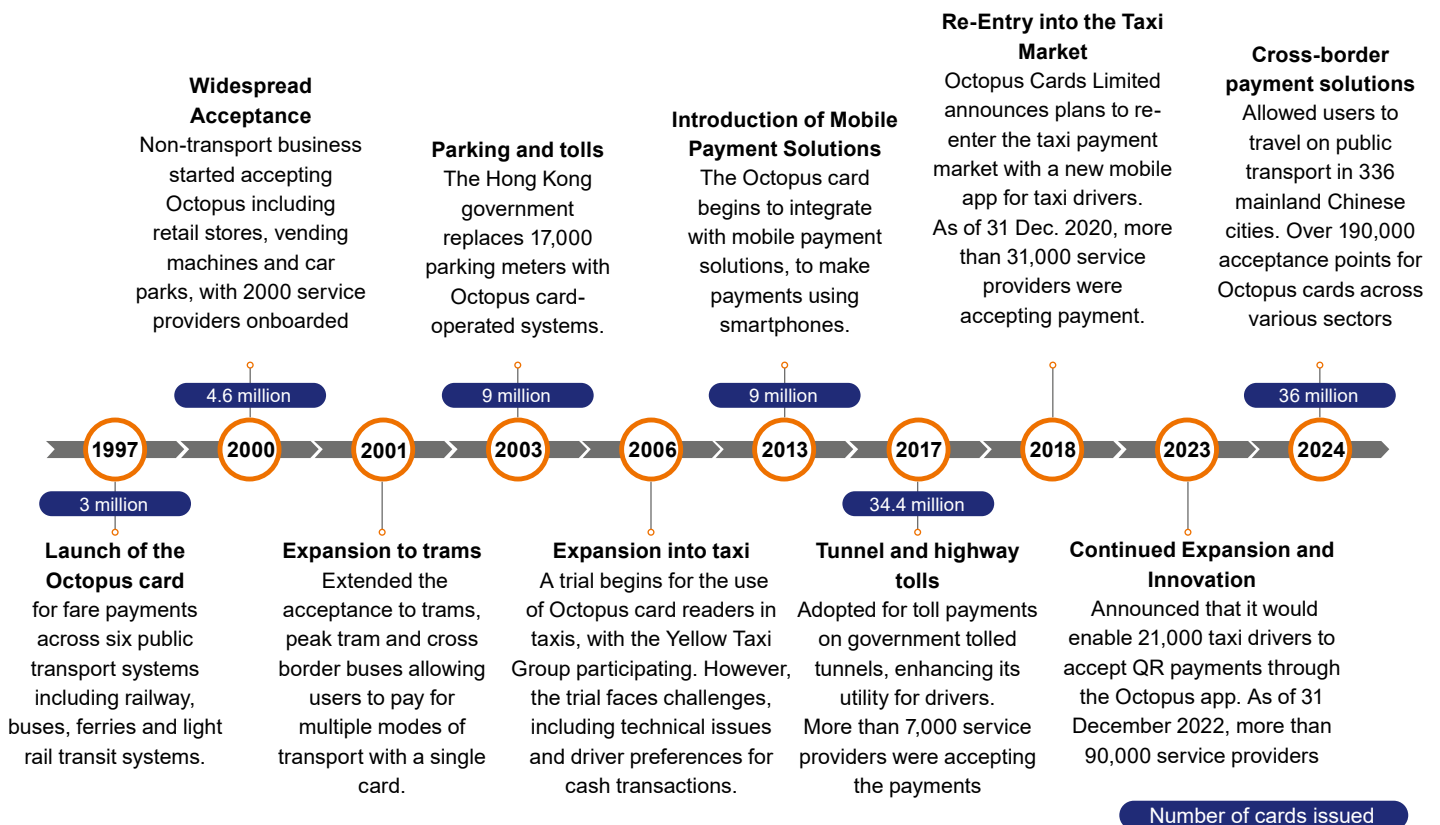 Widespread
Acceptance
Non-transport business
started accepting
Octopus including
retail stores, vending
machines and car
parks, with 2000 service
providers onboarded
Parking and tolls
The Hong Kong
government
replaces 17,000
parking meters with
Octopus card-
operated systems.
Introduction of Mobile
Payment Solutions
The Octopus card
begins to integrate
with mobile payment
solutions, to make
payments using
smartphones.
Re-Entry into the Taxi
Market
Octopus Cards Limited
announces plans to re-
enter the taxi payment
market with a new mobile
app for taxi drivers.
As of 31 Dec. 2020, more
than 31,000 service
providers were
accepting payment.
Cross-border
payment solutions
Allowed users to
travel on public
transport in 336
mainland Chinese
cities. Over 190,000
acceptance points for
Octopus cards across
various sectors
4.6 million
9 million
9 million
36 million
1997
2000
2001
2003
2006
2013
2017
2018
2023
2024
3 million
34.4 million
Launch of the
Octopus card
for fare payments
across six public
transport systems
including railway,
buses, ferries and light
rail transit systems.
Expansion to trams
Extended the
acceptance to trams,
peak tram and cross
border buses allowing
users to pay for
multiple modes of
transport with a single
card.
Expansion into taxi
A trial begins for the use
of Octopus card readers in
taxis, with the Yellow Taxi
Group participating. However,
the trial faces challenges,
including technical issues
and driver preferences for
cash transactions.
Tunnel and highway
tolls
Adopted for toll payments
on government tolled
tunnels, enhancing its
utility for drivers.
More than 7,000 service
providers were accepting
the payments
Continued Expansion and
Innovation
Announced that it would
enable 21,000 taxi drivers to
accept QR payments through
the Octopus app. As of 31
December 2022, more than
90,000 service providers
Number of cards issued